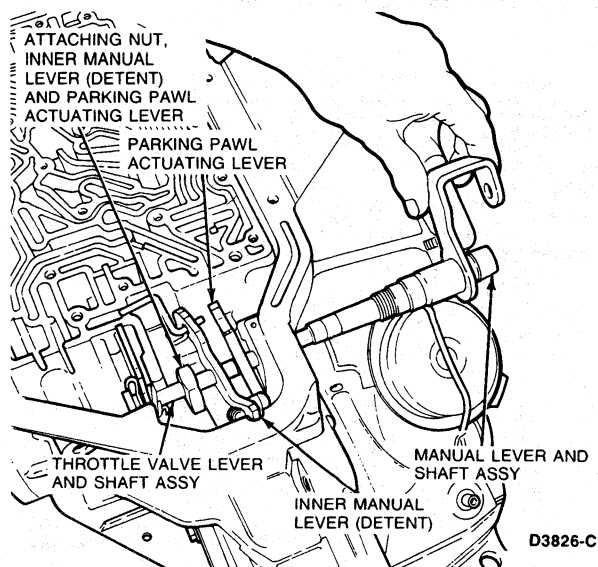 ATTACHING NUT,
INNER MANUAL
LEVER (DETENT)
AND PARKING PAWL
ACTUATING LEVER
PARKING PAWL
ACTUATING LEVER
THROTTLE VALVE LEVER
AND SHAFT ASSY
MANUAL LEVER AND
SHAFT ASSY
INNER MANUAL
LEVER (DETENT)
D3826-C